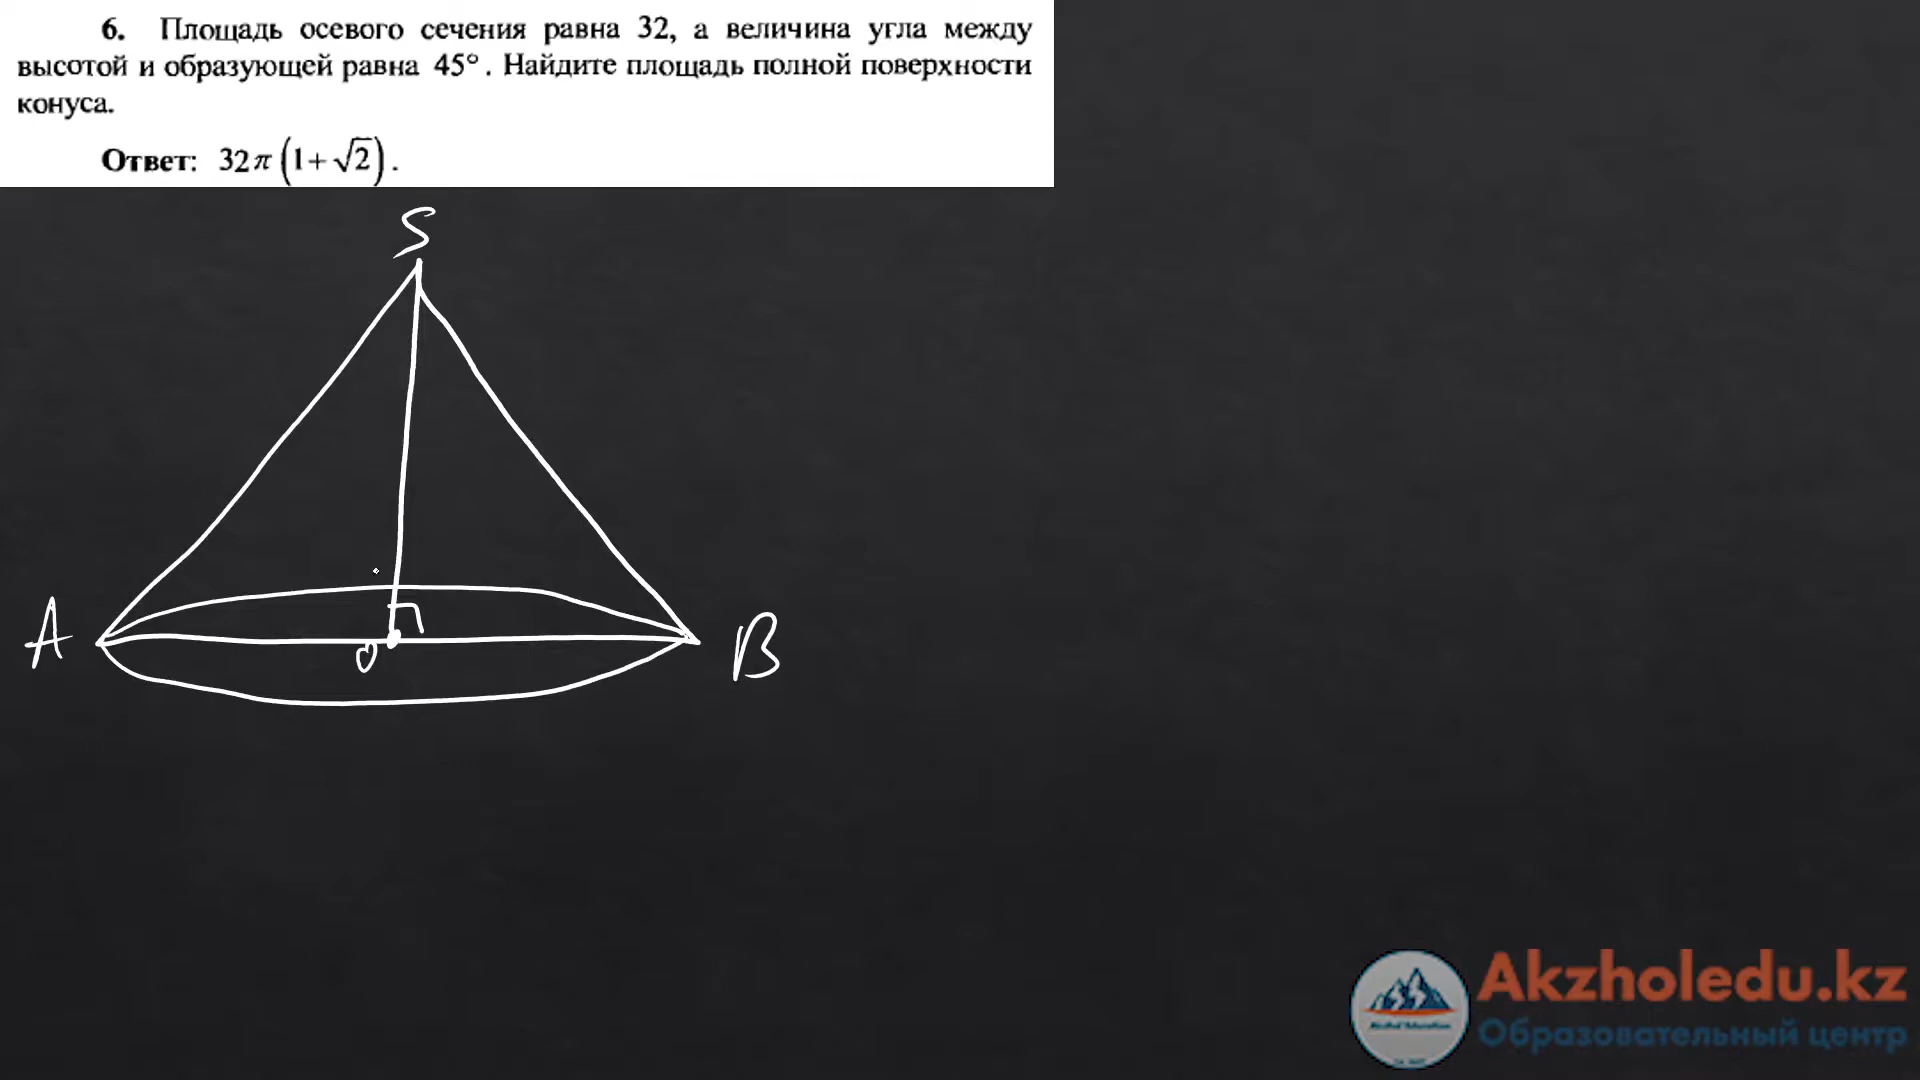 6. Площадь осевого сечения равна 32, а величина угла между
высотой и образующей равна 45°. Найдите площадь полной поверхности
конуса.
Ответ: 32π(1+√2).
S
A
O
B
Akzholedu.kz
Образовательный центр